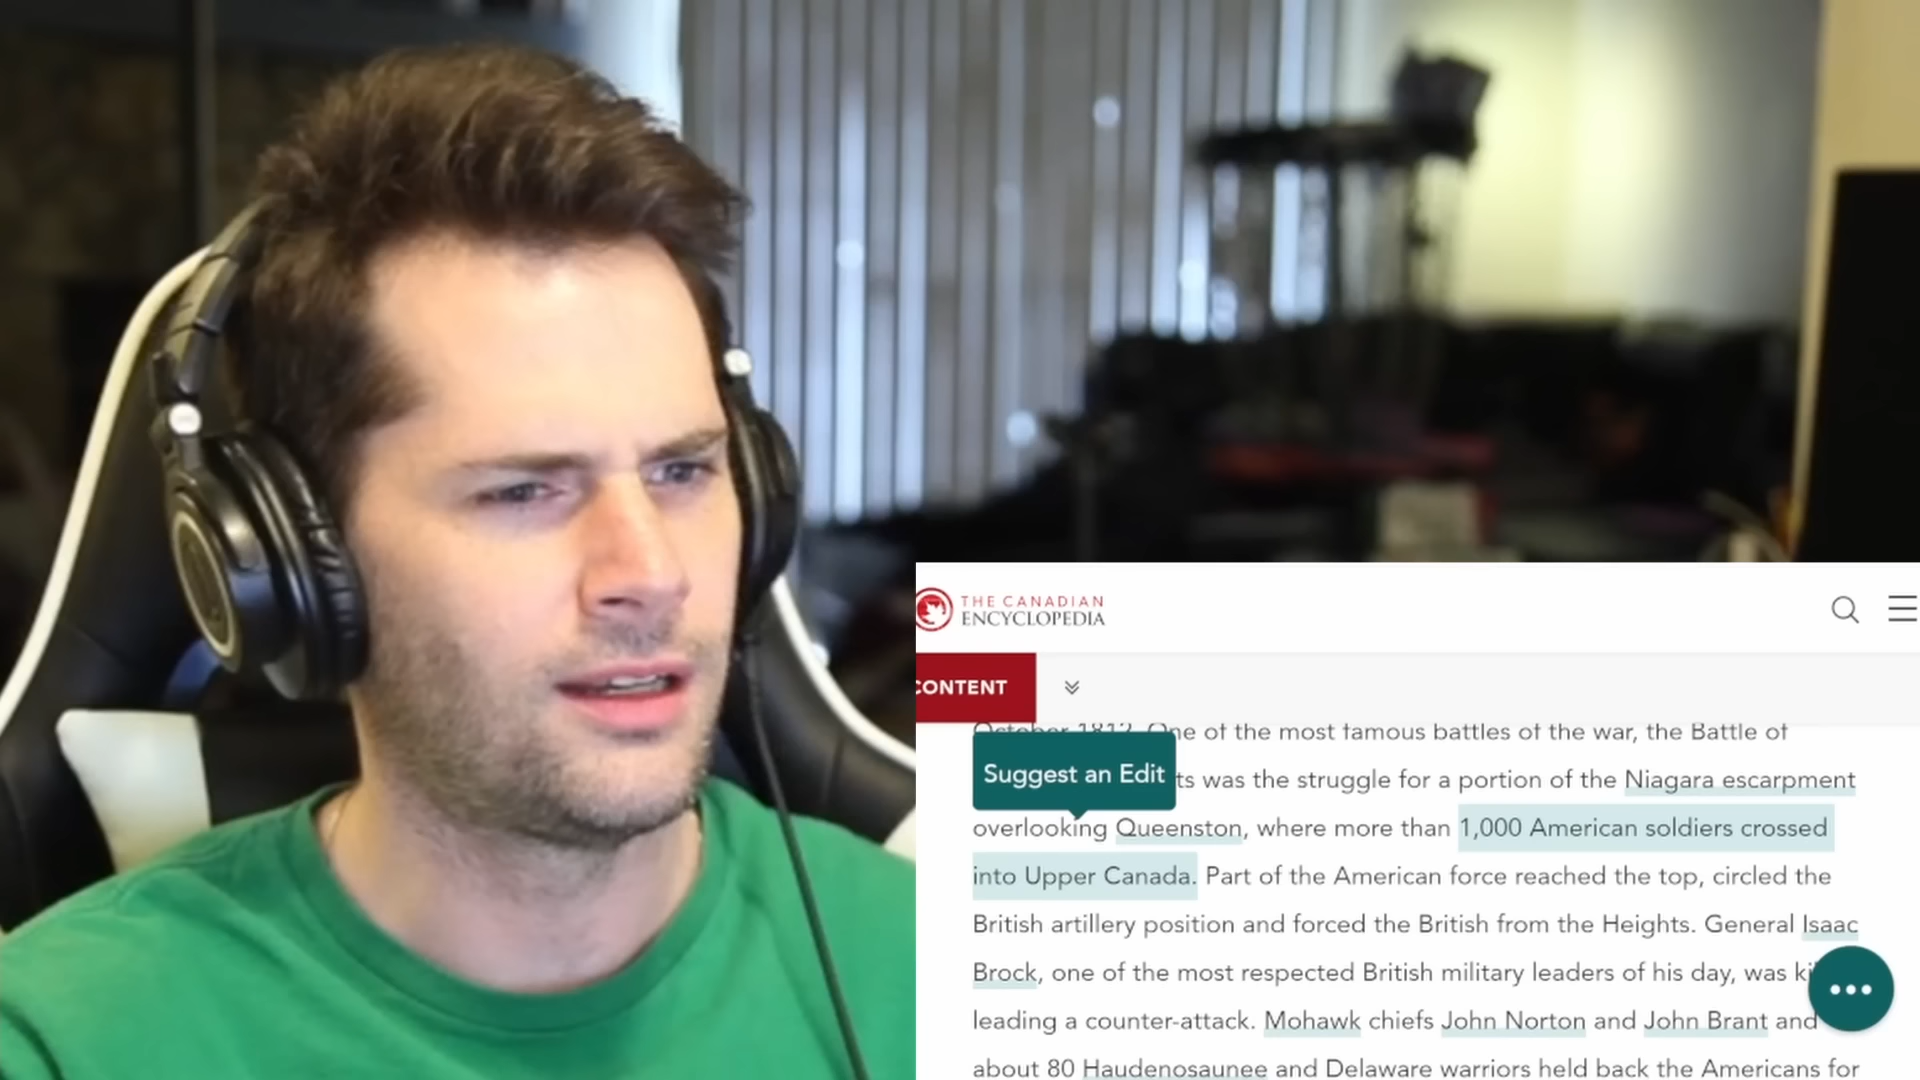 THE CANADIAN
ENCYCLOPEDIA
CONTENT
October 1812. One of the most famous battles of the war, the Battle of
Suggest an Edit
was the struggle for a portion of the Niagara escarpment
overlooking Queenston, where more than 1,000 American soldiers crossed
into Upper Canada. Part of the American force reached the top, circled the
British artillery position and forced the British from the Heights. General Isaac
Brock, one of the most respected British military leaders of his day, was
leading a counter-attack. Mohawk chiefs John Norton and John Brant and
about 80 Haudenosaunee and Delaware warriors held back the Americans for